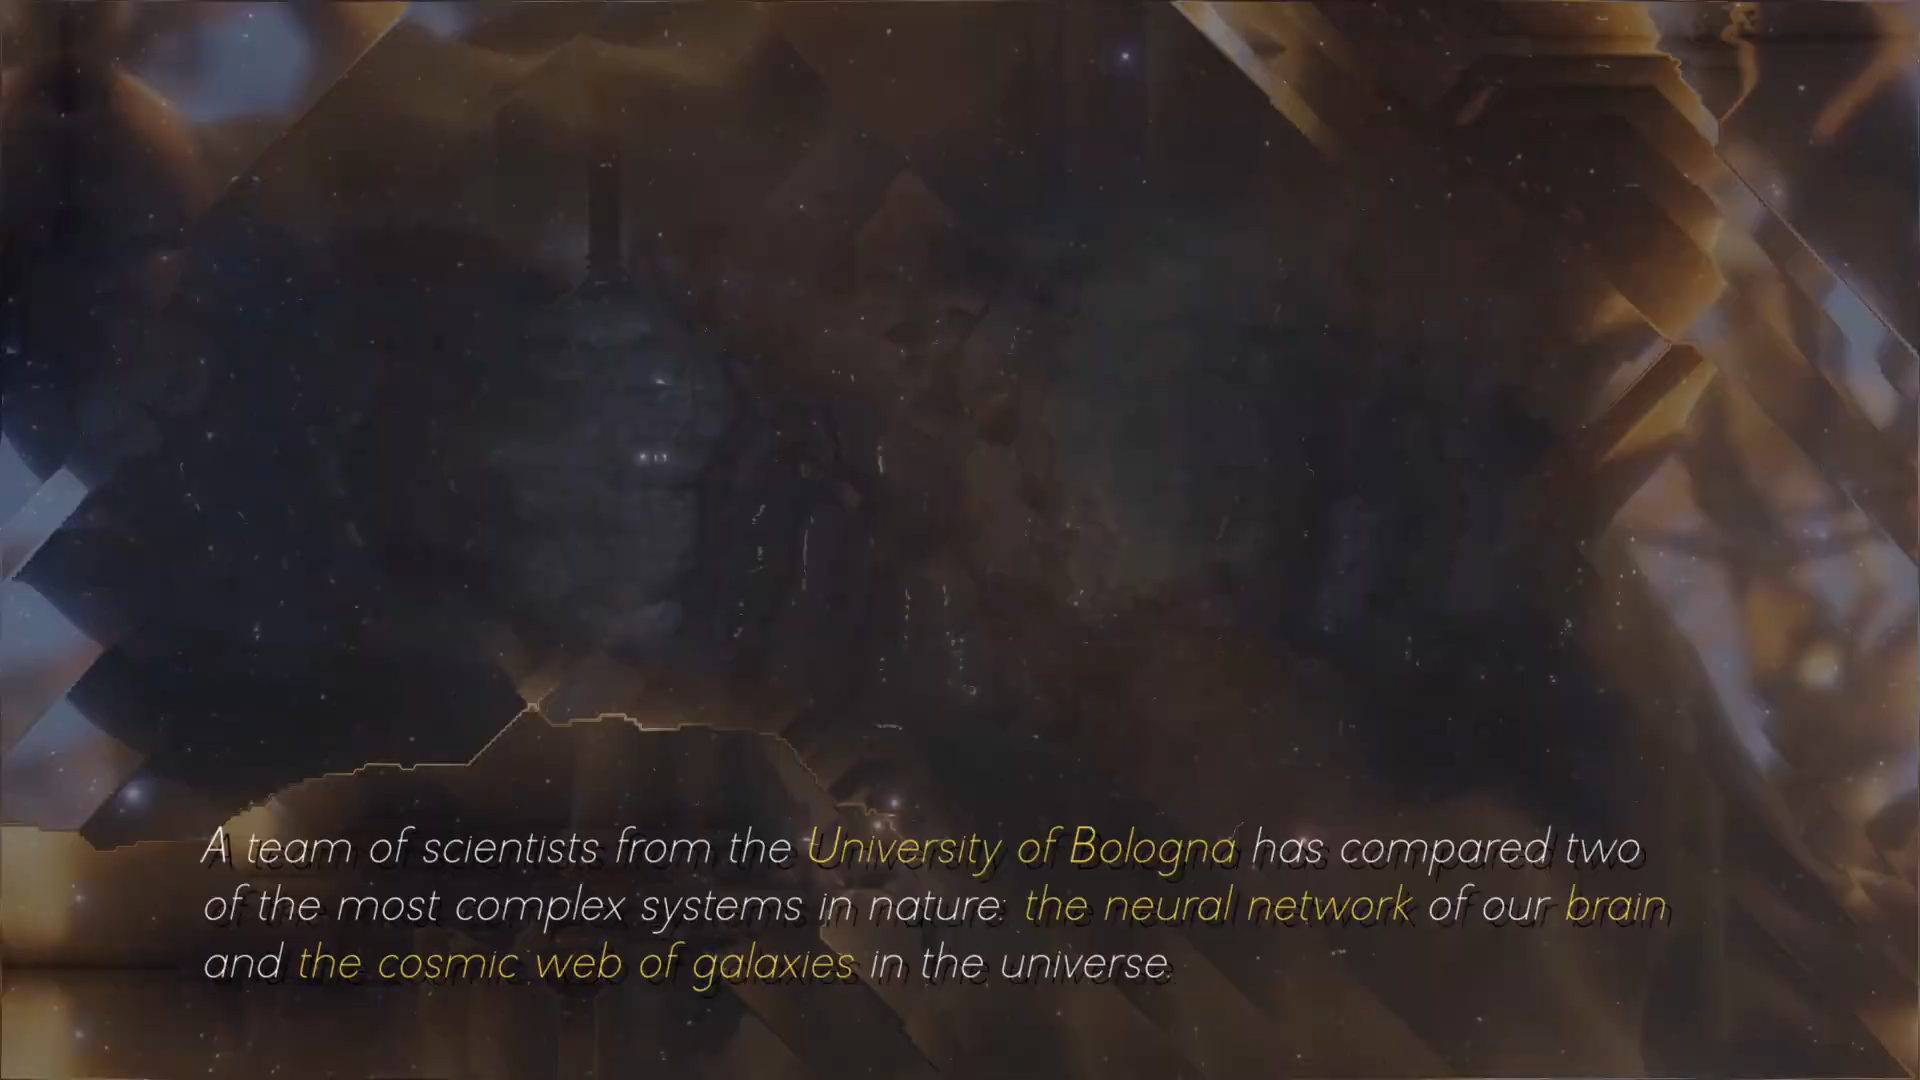 A team of scientists from the University of Bologna has compared two
of the most complex systems in nature: the neural network of our brain
and the cosmic web of galaxies in the universe.